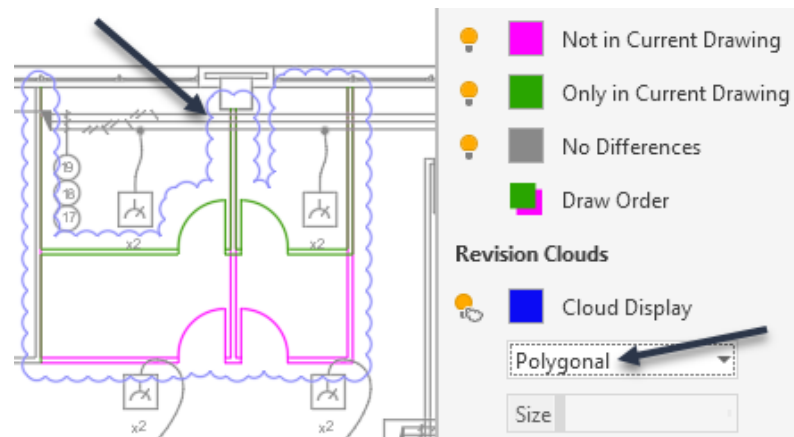 Not in Current Drawing
Only in Current Drawing
No Differences
Draw Order
Revision Clouds
Cloud Display
Polygonal
Size
19
18
17
x2
x2
x2
x2